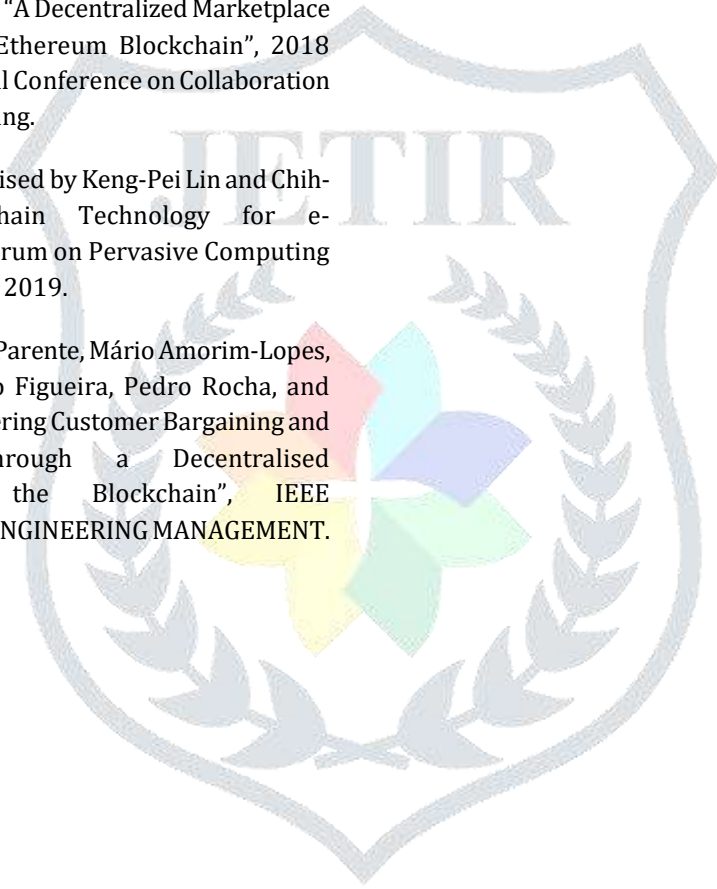 “A Decentralized Marketplace
Ethereum Blockchain”, 2018
l Conference on Collaboration
ng.
ised by Keng-Pei Lin and Chih-
hain Technology for e-
rum on Pervasive Computing
2019.
Parente, Mário Amorim-Lopes,
o Figueira, Pedro Rocha, and
ering Customer Bargaining and
hrough a Decentralised
the Blockchain”, IEEE
NGINEERING MANAGEMENT.
JETIR